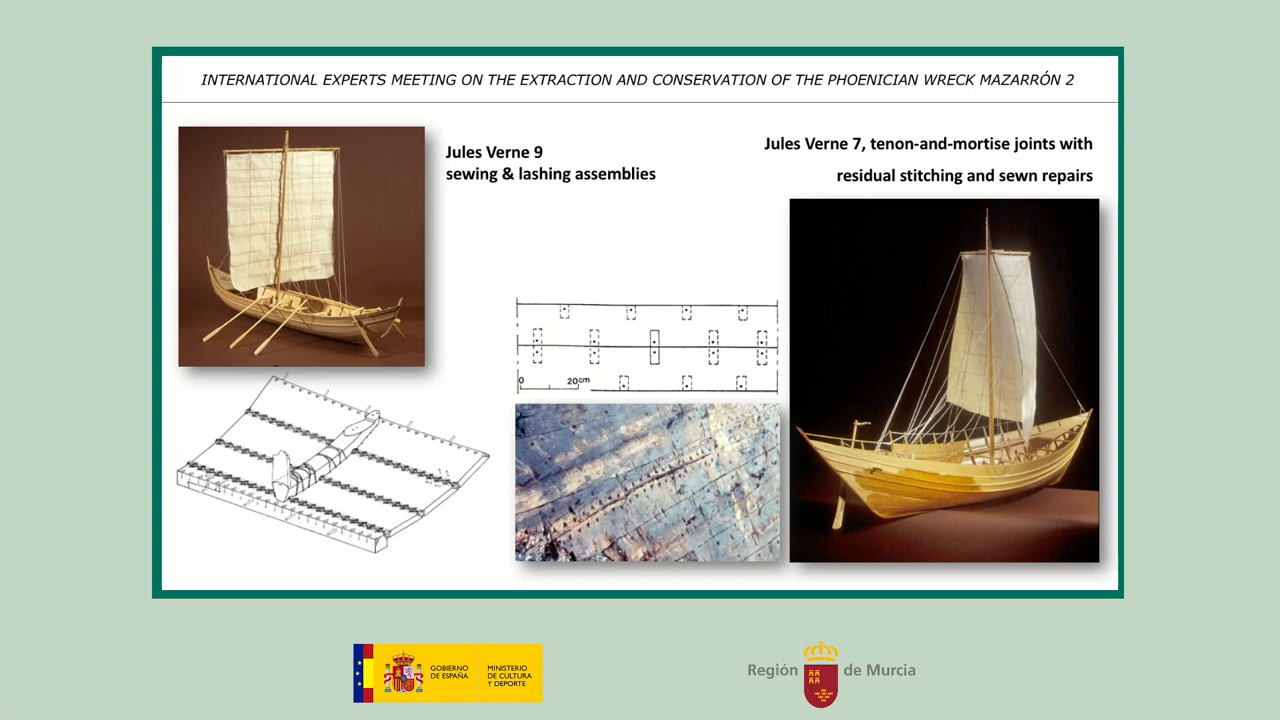 INTERNATIONAL EXPERTS MEETING ON THE EXTRACTION AND CONSERVATION OF THE PHOENICIAN WRECK MAZARRÓN 2
Jules Verne 9
sewing & lashing assemblies
Jules Verne 7, tenon-and-mortise joints with
residual stitching and sewn repairs
0 20cm
GOBIERNO
DE ESPAÑA
MINISTERIO
DE CULTURA
Y DEPORTE
Región de Murcia